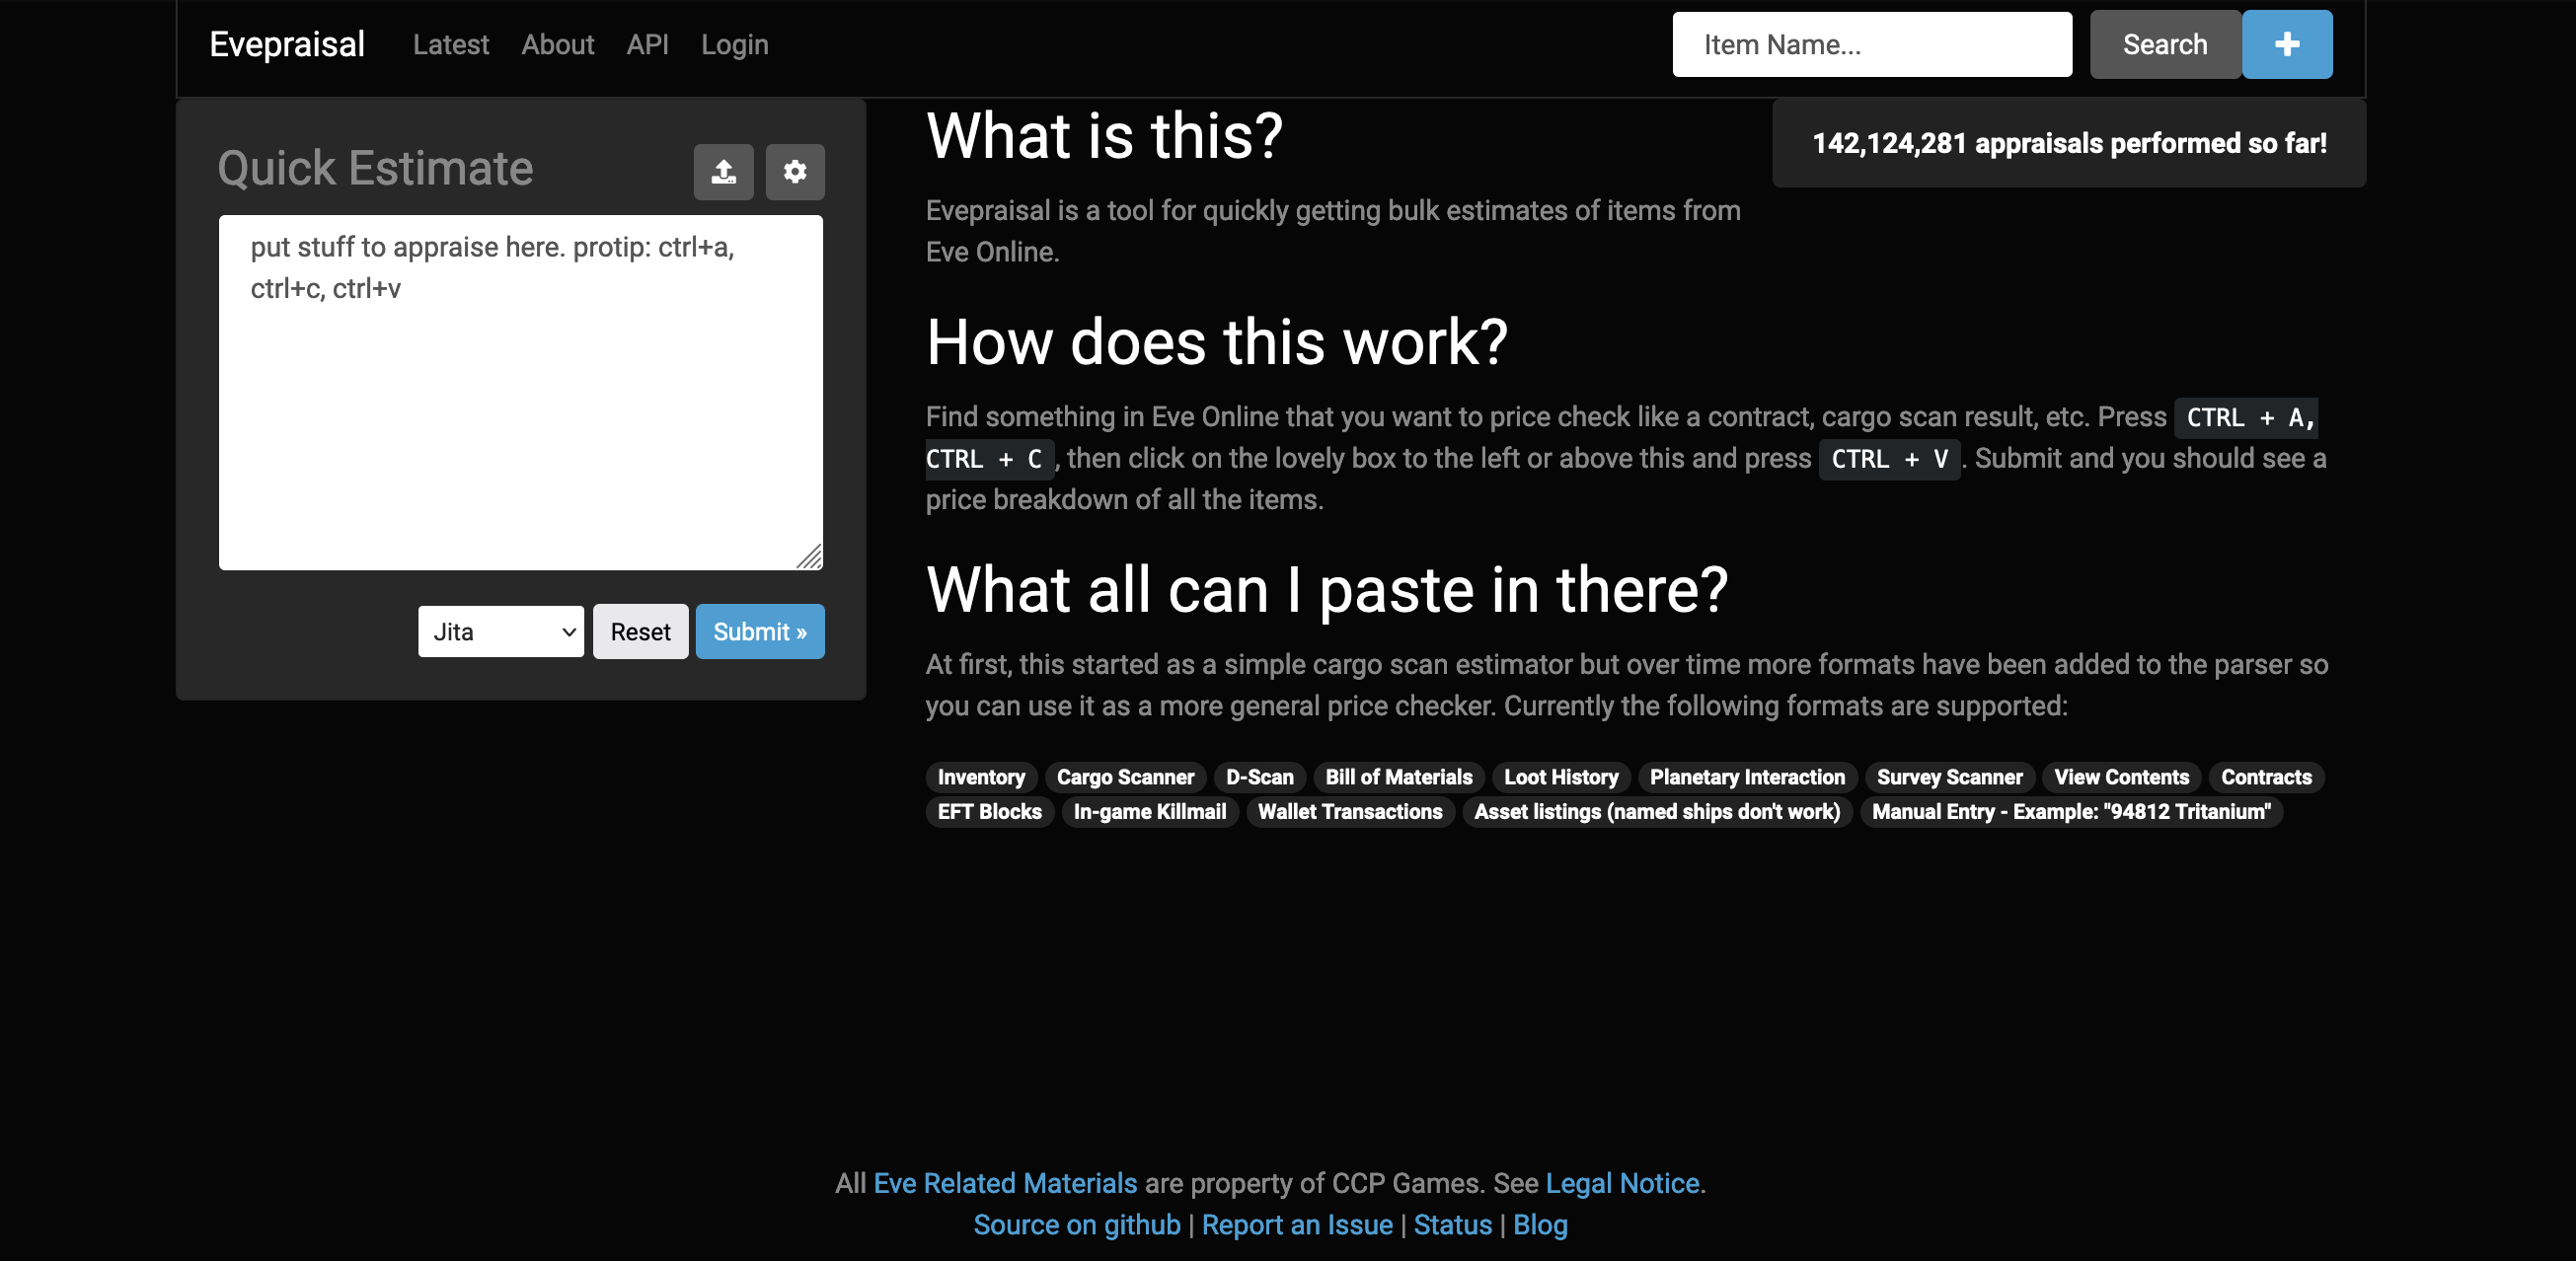 Evepraisal Latest About API Login Item Name... Search
Quick Estimate
put stuff to appraise here. protip: ctrl+a,
ctrl+c, ctrl+v
Jita Reset Submit »
What is this?
142,124,281 appraisals performed so far!
Evepraisal is a tool for quickly getting bulk estimates of items from
Eve Online.
How does this work?
Find something in Eve Online that you want to price check like a contract, cargo scan result, etc. Press CTRL + A,
CTRL + C , then click on the lovely box to the left or above this and press CTRL + V . Submit and you should see a
price breakdown of all the items.
What all can I paste in there?
At first, this started as a simple cargo scan estimator but over time more formats have been added to the parser so
you can use it as a more general price checker. Currently the following formats are supported:
Inventory Cargo Scanner D-Scan Bill of Materials Loot History Planetary Interaction Survey Scanner View Contents Contracts
EFT Blocks In-game Killmail Wallet Transactions Asset listings (named ships don't work) Manual Entry - Example: "94812 Tritanium"
All Eve Related Materials are property of CCP Games. See Legal Notice.
Source on github | Report an Issue | Status | Blog